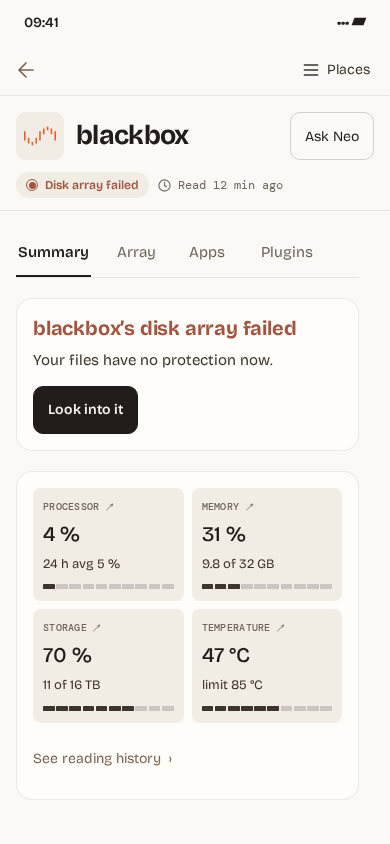 09:41
Places
blackbox
Ask Neo
Disk array failed
Read 12 min ago
Summary
Array
Apps
Plugins
blackbox's disk array failed
Your files have no protection now.
Look into it
PROCESSOR ↗
4 %
24 h avg 5 %
MEMORY ↗
31 %
9.8 of 32 GB
STORAGE ↗
70 %
11 of 16 TB
TEMPERATURE ↗
47 °C
limit 85 °C
See reading history ›